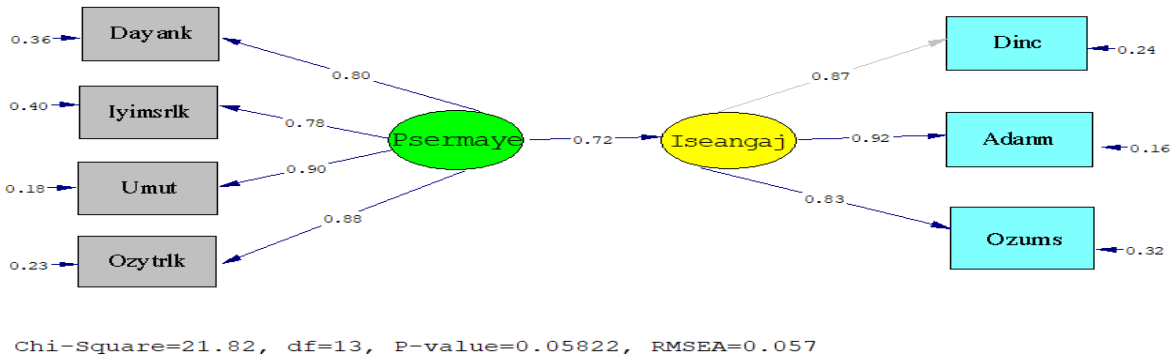 0.36
Dayank
0.80
0.40
Iyimsrlk
0.78
0.18
Umut
0.90
0.23
Ozytrlk
0.88
Psermaye
0.72
Iseangaj
0.87
Dinc
0.24
0.92
Adanm
0.16
0.83
Ozums
0.32
Chi-Square=21.82, df=13, P-value=0.05822, RMSEA=0.057